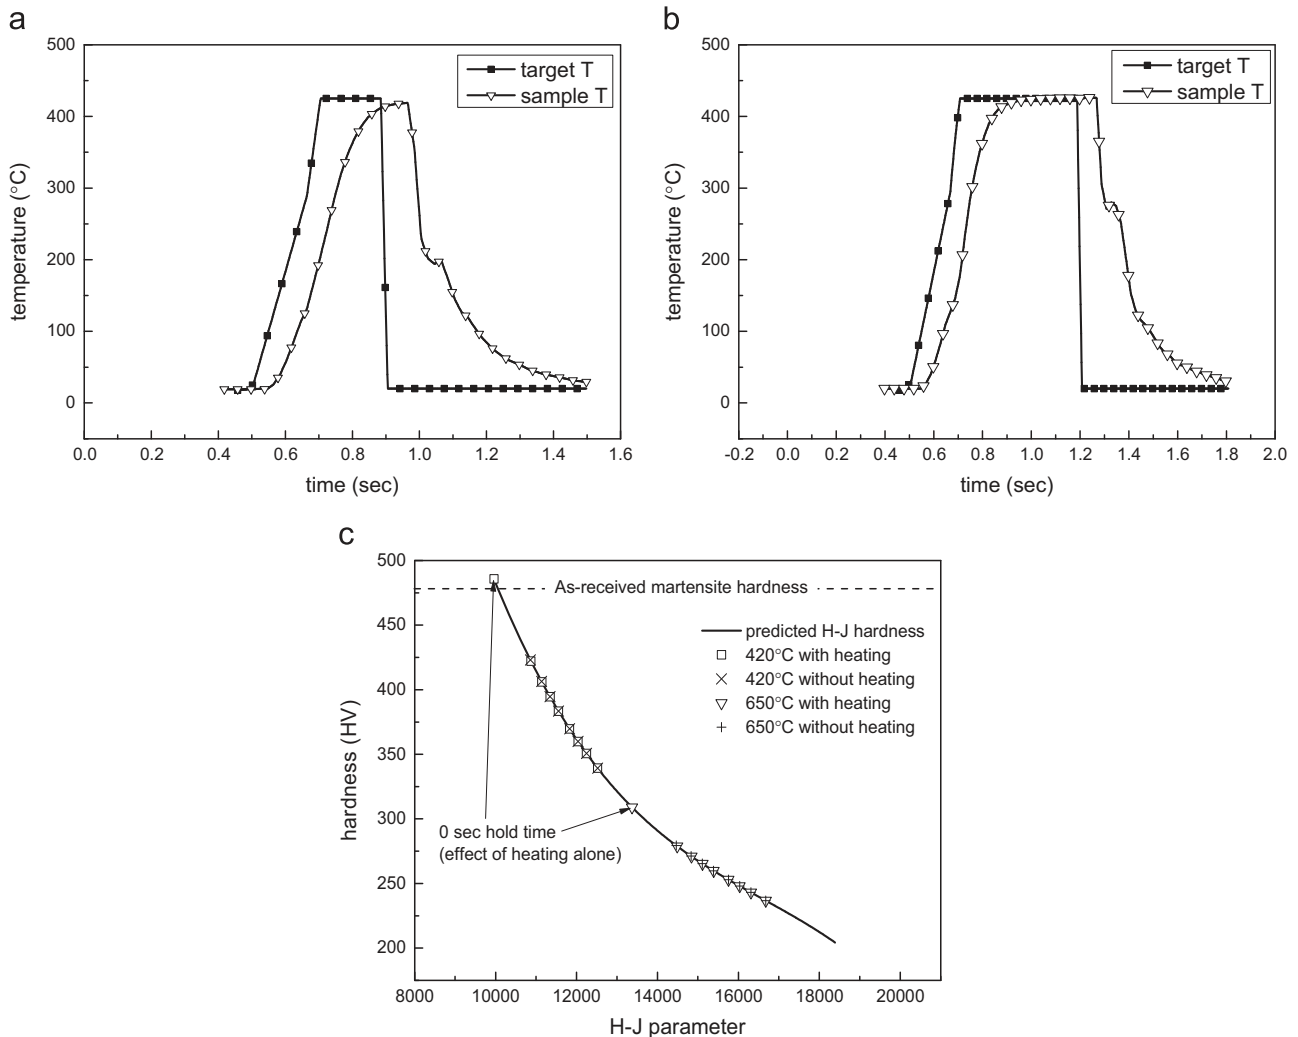 a
500
400
300
200
100
0
temperature (°C)
target T
sample T
0.0 0.2 0.4 0.6 0.8 1.0 1.2 1.4 1.6
time (sec)
b
500
400
300
200
100
0
temperature (°C)
target T
sample T
-0.2 0.0 0.2 0.4 0.6 0.8 1.0 1.2 1.4 1.6 1.8 2.0
time (sec)
c
500
450
400
350
300
250
200
hardness (HV)
As-received martensite hardness
predicted H-J hardness
420°C with heating
420°C without heating
650°C with heating
650°C without heating
0 sec hold time
(effect of heating alone)
8000 10000 12000 14000 16000 18000 20000
H-J parameter